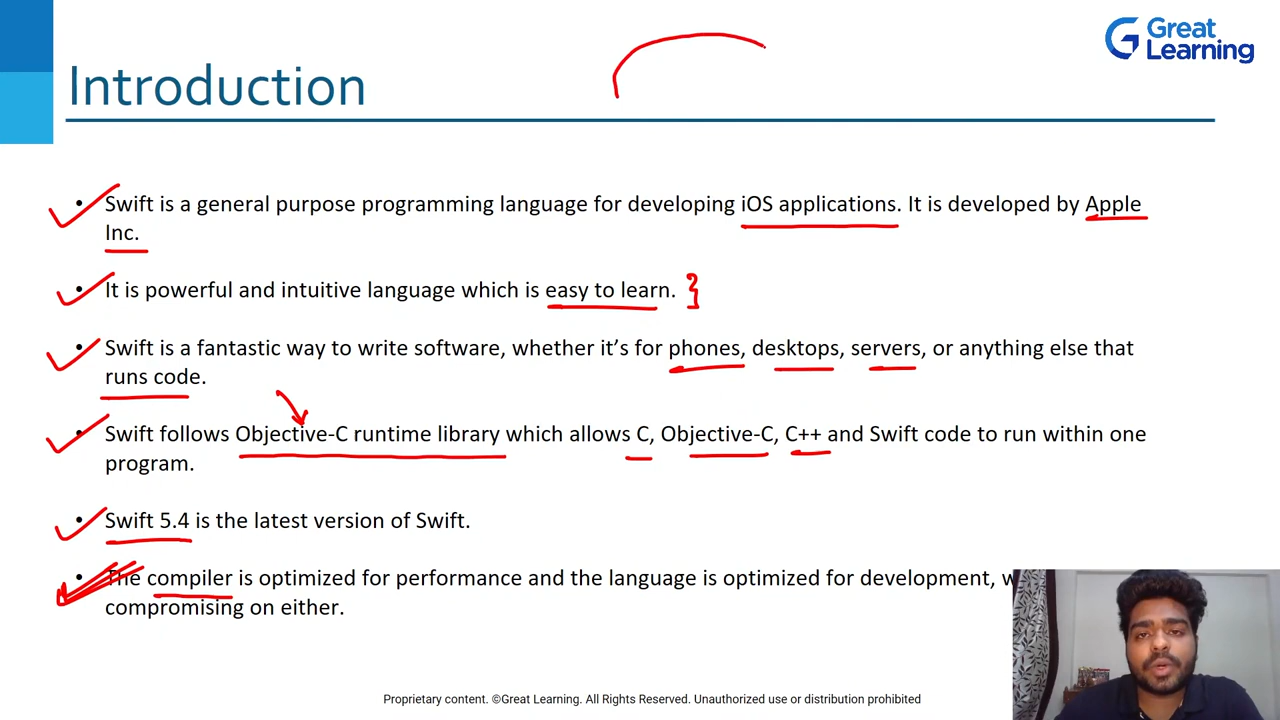 Great
Learning
Introduction
• Swift is a general purpose programming language for developing iOS applications. It is developed by Apple
Inc.
• It is powerful and intuitive language which is easy to learn.
• Swift is a fantastic way to write software, whether it’s for phones, desktops, servers, or anything else that
runs code.
• Swift follows Objective-C runtime library which allows C, Objective-C, C++ and Swift code to run within one
program.
• Swift 5.4 is the latest version of Swift.
• The compiler is optimized for performance and the language is optimized for development,
compromising on either.
Proprietary content. ©Great Learning. All Rights Reserved. Unauthorized use or distribution prohibited